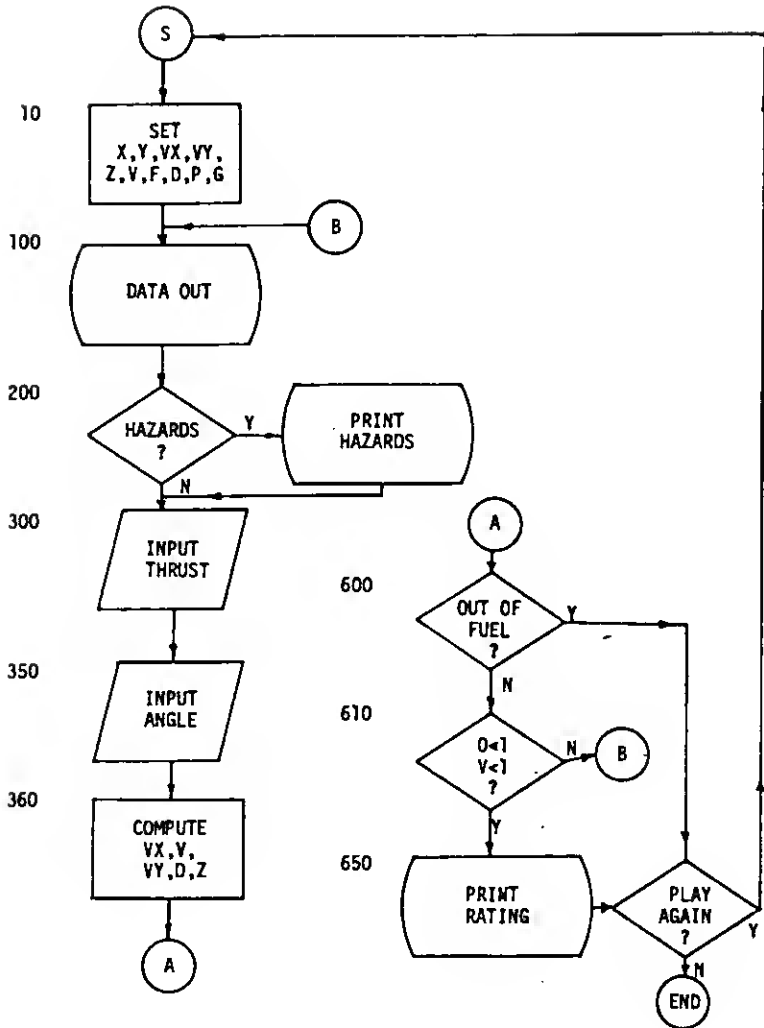 S
10
SET
X,Y,VX,VY,
Z,V,F,D,P,G
B
100
DATA OUT
200
HAZARDS
?
Y
PRINT
HAZARDS
N
300
INPUT
THRUST
350
INPUT
ANGLE
360
COMPUTE
VX,V,
VY,D,Z
A
A
600
OUT OF
FUEL
?
Y
N
610
0<1
V<1
?
N
B
Y
650
PRINT
RATING
PLAY
AGAIN
?
Y
N
END